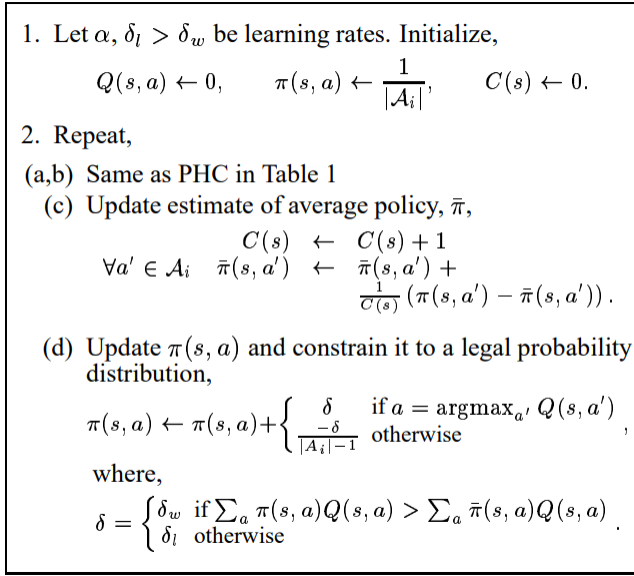 1. Let α, δ_l > δ_w be learning rates. Initialize,
Q(s, a) ← 0, π(s, a) ← 1/|A_i|, C(s) ← 0.
2. Repeat,
(a,b) Same as PHC in Table 1
(c) Update estimate of average policy, π̄,
C(s) ← C(s) + 1
∀a′ ∈ A_i π̄(s, a′) ← π̄(s, a′) +
1/C(s) (π(s, a′) − π̄(s, a′)) .
(d) Update π(s, a) and constrain it to a legal probability
distribution,
π(s, a) ← π(s, a)+ { δ if a = argmax_a′ Q(s, a′)
−δ/|A_i|−1 otherwise ,
where,
δ = { δ_w if ∑_a π(s, a)Q(s, a) > ∑_a π̄(s, a)Q(s, a)
δ_l otherwise .